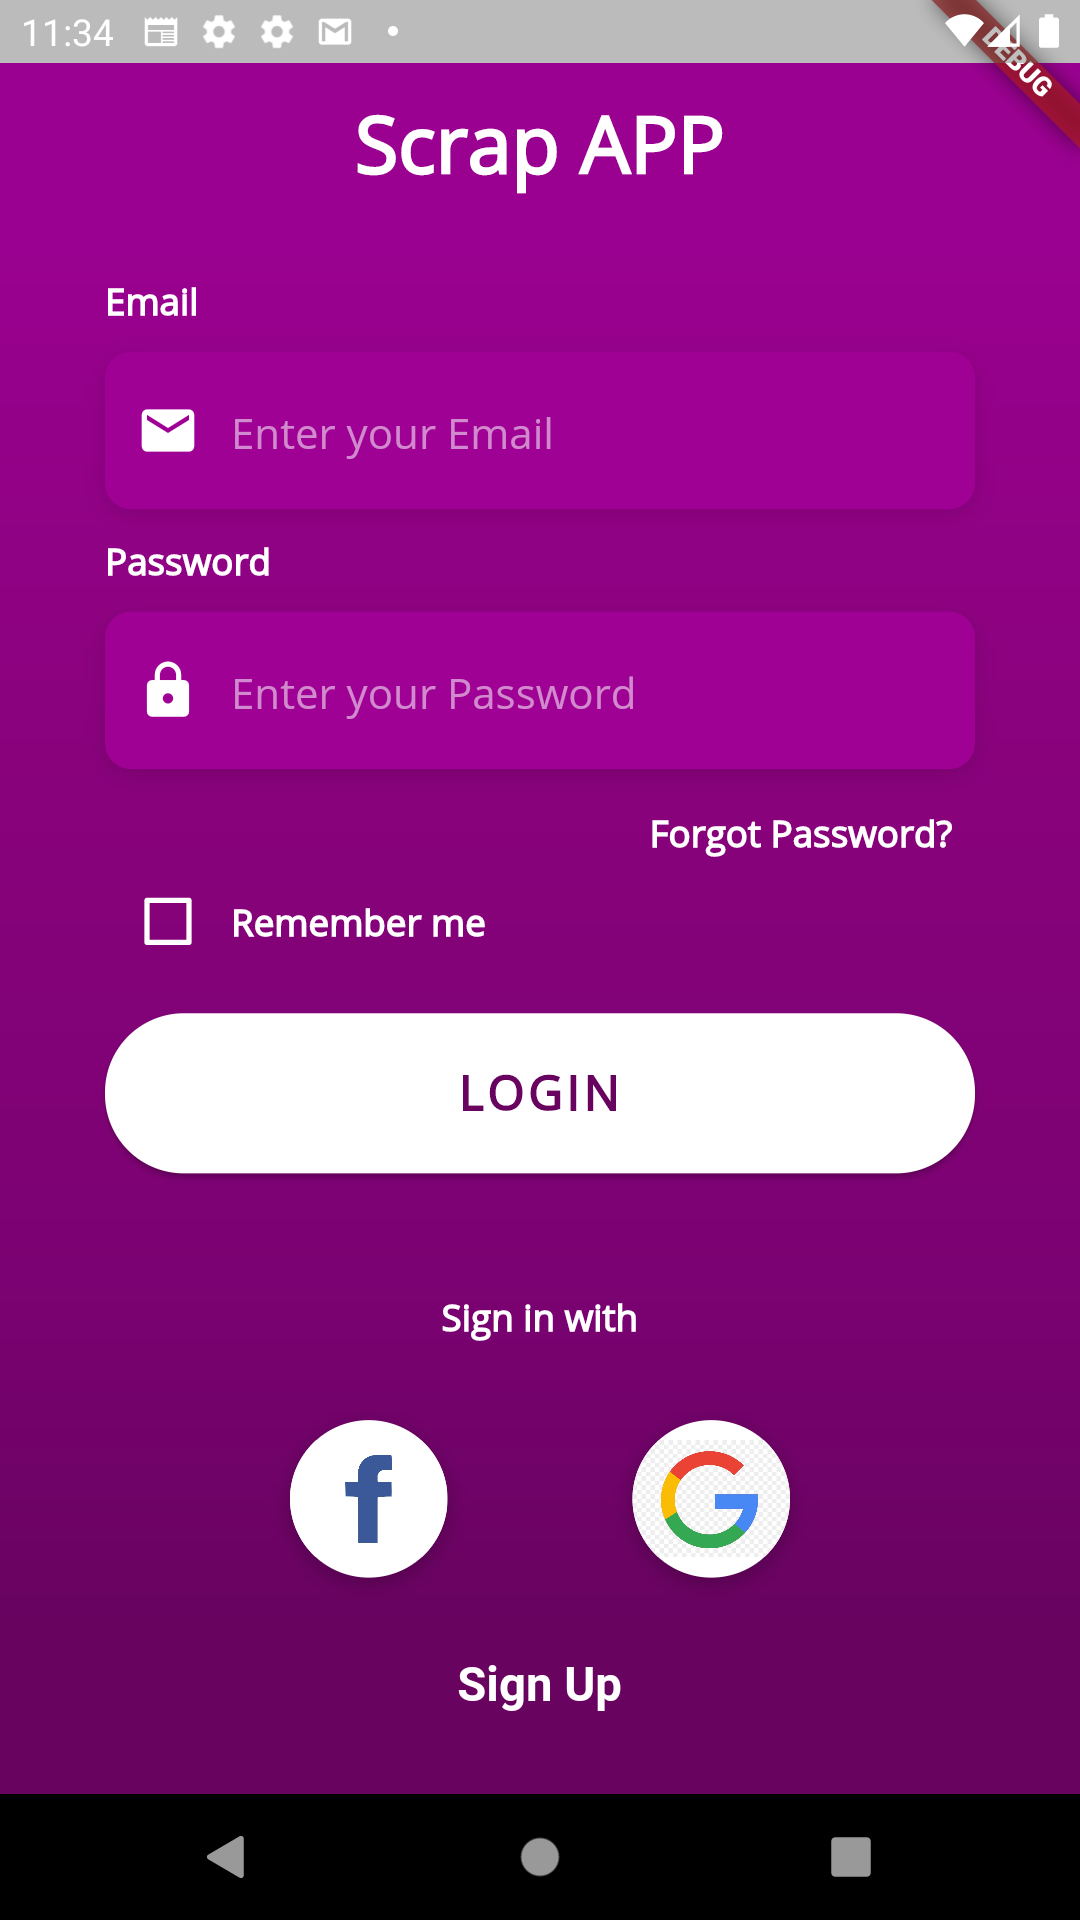 11:34
DEBUG
Scrap APP
Email
Enter your Email
Password
Enter your Password
Forgot Password?
Remember me
LOGIN
Sign in with
f
G
Sign Up